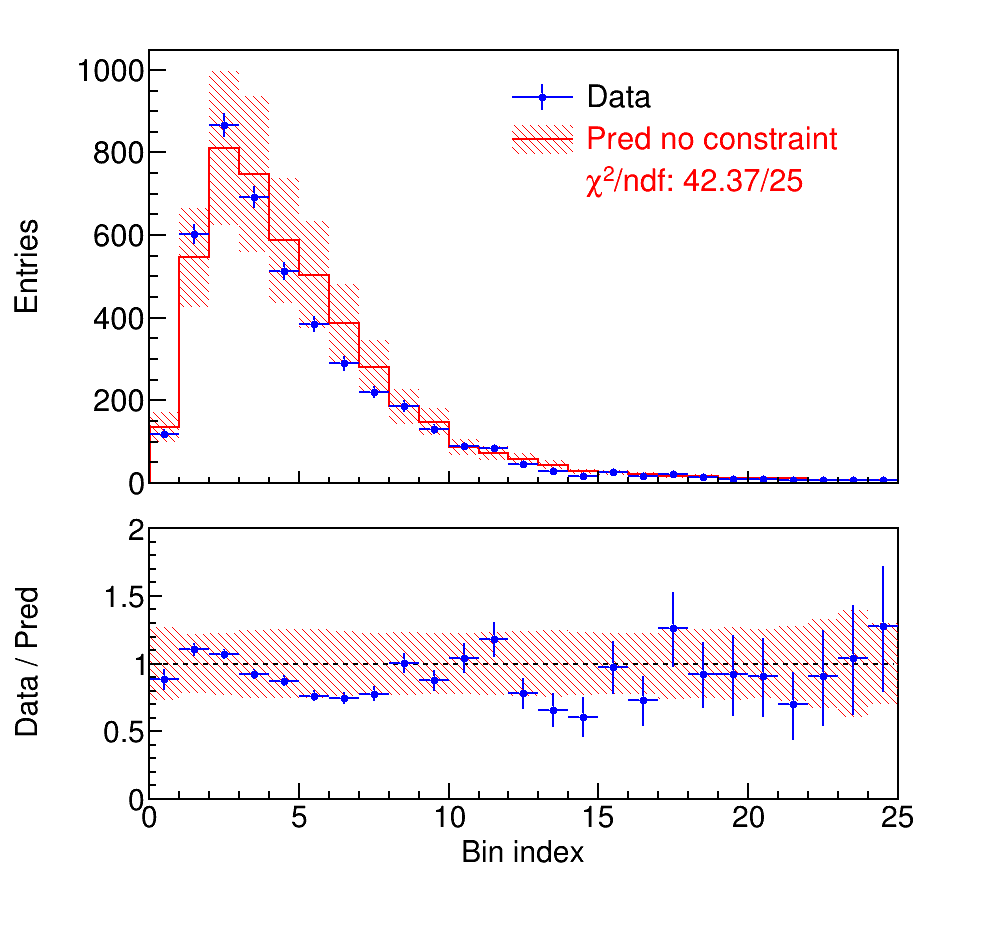 1000
800
600
400
200
0
Entries
Data
Pred no constraint
χ²/ndf: 42.37/25
2
1.5
1
0.5
0
Data / Pred
0 5 10 15 20 25
Bin index